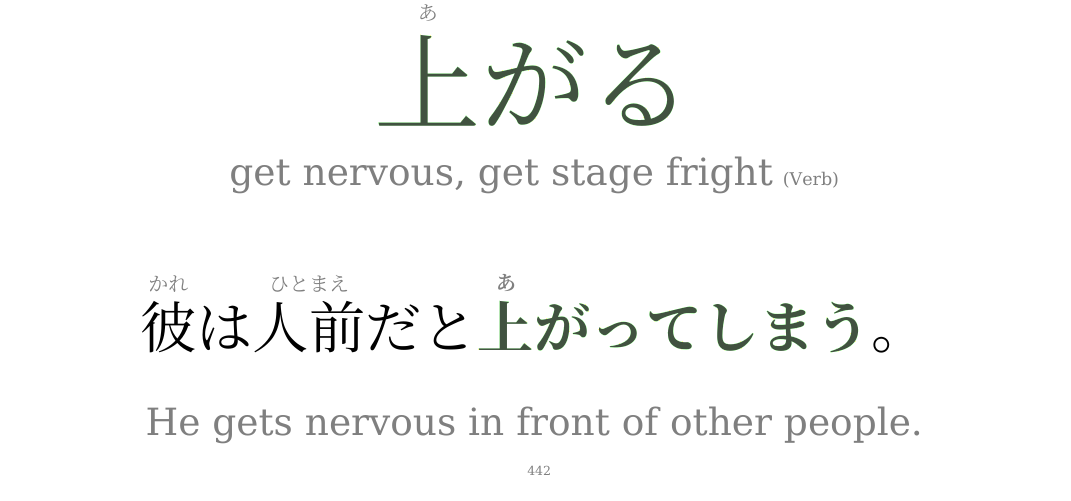 あ
上がる
get nervous, get stage fright (Verb)
かれ ひとまえ あ
彼は人前だと上がってしまう。
He gets nervous in front of other people.
442